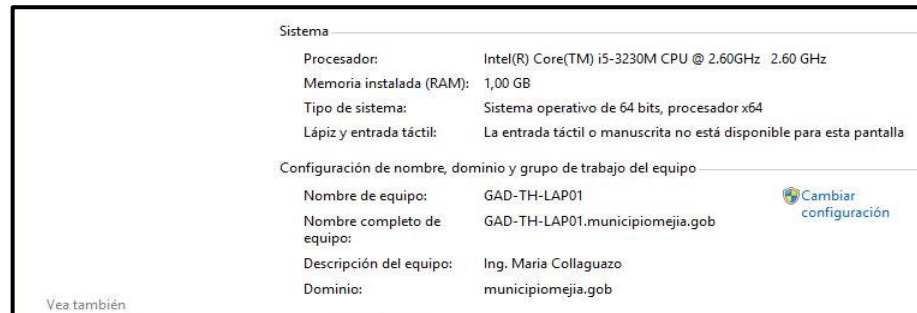 Sistema
Procesador: Intel(R) Core(TM) i5-3230M CPU @ 2.60GHz 2.60 GHz
Memoria instalada (RAM): 1,00 GB
Tipo de sistema: Sistema operativo de 64 bits, procesador x64
Lápiz y entrada táctil: La entrada táctil o manuscrita no está disponible para esta pantalla
Configuración de nombre, dominio y grupo de trabajo del equipo
Nombre de equipo: GAD-TH-LAP01 Cambiar
configuración
Nombre completo de GAD-TH-LAP01.municipiomejia.gob
equipo:
Descripción del equipo: Ing. Maria Collaguazo
Dominio: municipiomejia.gob
Vea también